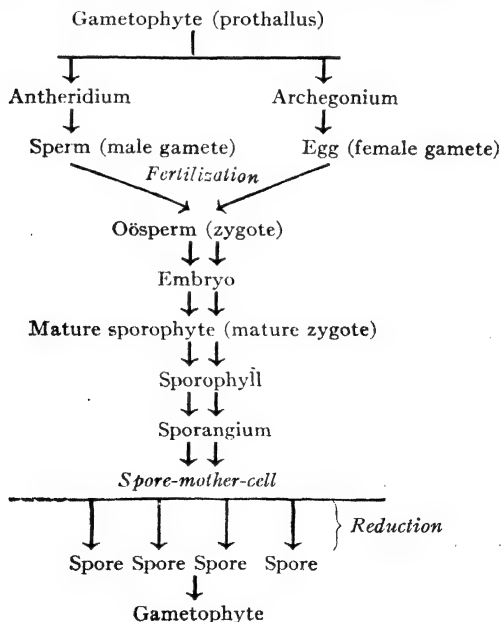 Gametophyte (prothallus)
Antheridium Archegonium
Sperm (male gamete) Egg (female gamete)
Fertilization
Oösperm (zygote)
Embryo
Mature sporophyte (mature zygote)
Sporophyll
Sporangium
Spore-mother-cell
Reduction
Spore Spore Spore Spore
Gametophyte